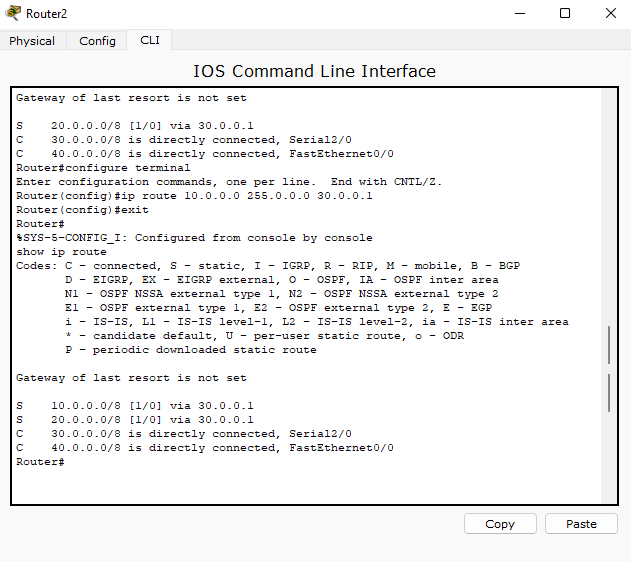 Router2
Physical Config CLI
IOS Command Line Interface
Gateway of last resort is not set
S 20.0.0.0/8 [1/0] via 30.0.0.1
C 30.0.0.0/8 is directly connected, Serial2/0
C 40.0.0.0/8 is directly connected, FastEthernet0/0
Router#configure terminal
Enter configuration commands, one per line. End with CNTL/Z.
Router(config)#ip route 10.0.0.0 255.0.0.0 30.0.0.1
Router(config)#exit
Router#
%SYS-5-CONFIG_I: Configured from console by console
show ip route
Codes: C - connected, S - static, I - IGRP, R - RIP, M - mobile, B - BGP
D - EIGRP, EX - EIGRP external, O - OSPF, IA - OSPF inter area
N1 - OSPF NSSA external type 1, N2 - OSPF NSSA external type 2
E1 - OSPF external type 1, E2 - OSPF external type 2, E - EGP
i - IS-IS, L1 - IS-IS level-1, L2 - IS-IS level-2, ia - IS-IS inter area
* - candidate default, U - per-user static route, o - ODR
P - periodic downloaded static route
Gateway of last resort is not set
S 10.0.0.0/8 [1/0] via 30.0.0.1
S 20.0.0.0/8 [1/0] via 30.0.0.1
C 30.0.0.0/8 is directly connected, Serial2/0
C 40.0.0.0/8 is directly connected, FastEthernet0/0
Router#
Copy Paste